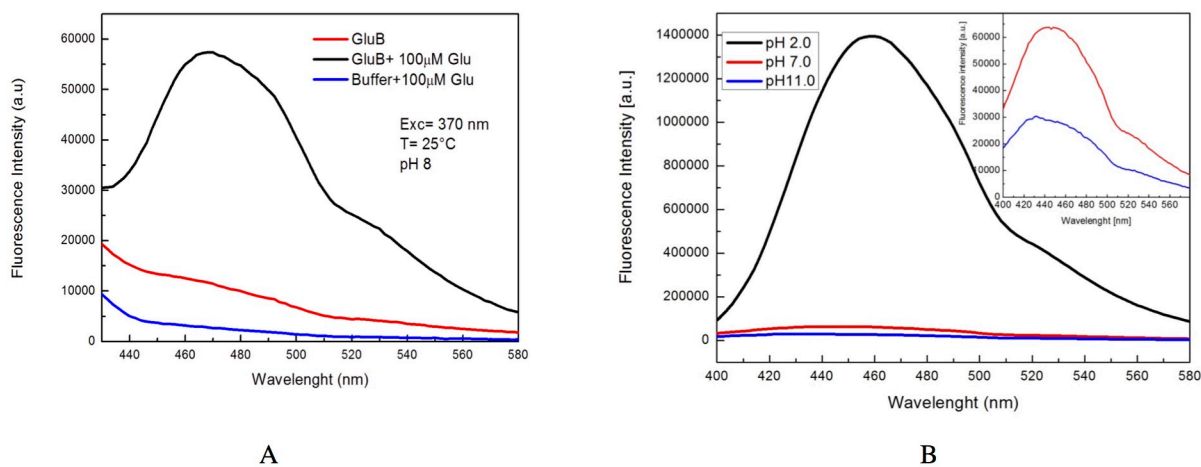 60000
50000
40000
30000
20000
10000
0
Fluorescence Intensity (a.u)
GluB
GluB+ 100μM Glu
Buffer+100μM Glu
Exc= 370 nm
T= 25°C
pH 8
440 460 480 500 520 540 560 580
Wavelenght (nm)
A
1400000
1200000
1000000
800000
600000
400000
200000
0
Fluorescence Intensity [a.u.]
pH 2.0
pH 7.0
pH11.0
400 420 440 460 480 500 520 540 560 580
Wavelenght (nm)
60000
50000
40000
30000
20000
10000
0
Fluorescence intensity [a.u.]
400 420 440 460 480 500 520 540 560
Wavelenght [nm]
B